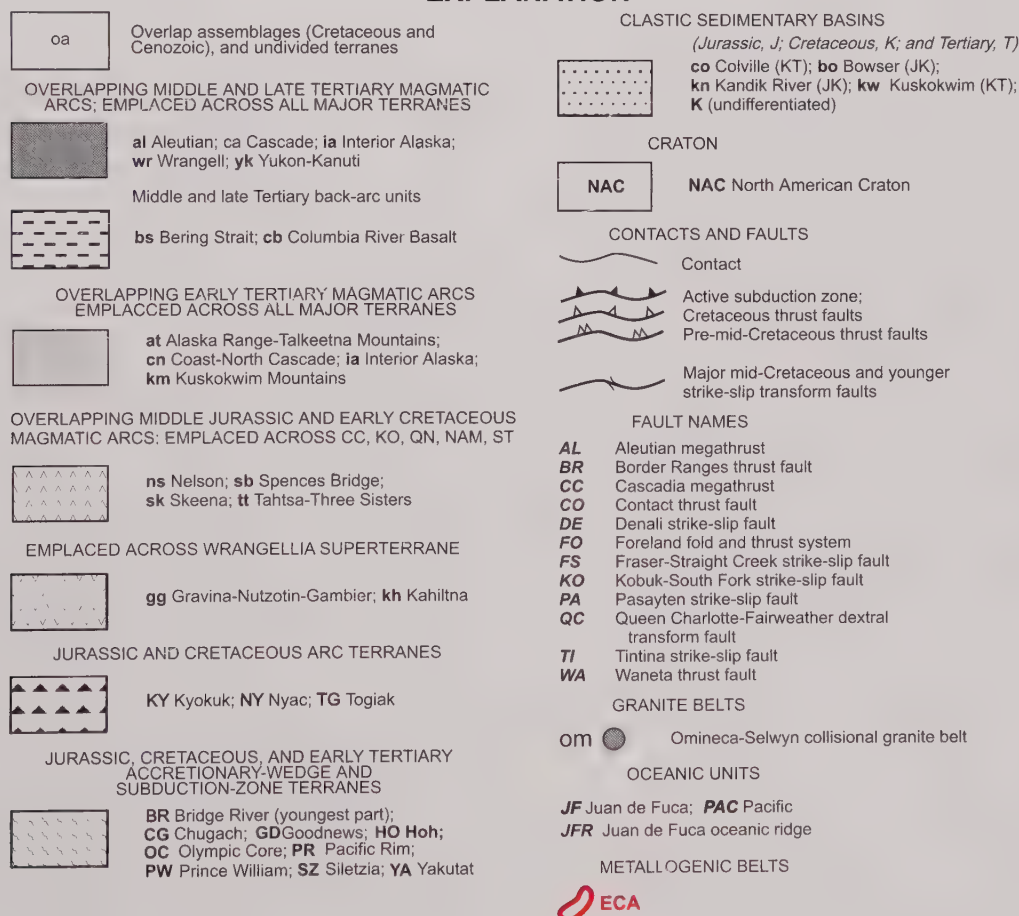 EXPLANATION
oa
Overlap assemblages (Cretaceous and
Cenozoic), and undivided terranes
OVERLAPPING MIDDLE AND LATE TERTIARY MAGMATIC
ARCS; EMPLACED ACROSS ALL MAJOR TERRANES
al Aleutian; ca Cascade; ia Interior Alaska;
wr Wrangell; yk Yukon-Kanuti
Middle and late Tertiary back-arc units
bs Bering Strait; cb Columbia River Basalt
OVERLAPPING EARLY TERTIARY MAGMATIC ARCS
EMPLACCED ACROSS ALL MAJOR TERRANES
at Alaska Range-Talkeetna Mountains;
cn Coast-North Cascade; ia Interior Alaska;
km Kuskokwim Mountains
OVERLAPPING MIDDLE JURASSIC AND EARLY CRETACEOUS
MAGMATIC ARCS: EMPLACED ACROSS CC, KO, QN, NAM, ST
ns Nelson; sb Spences Bridge;
sk Skeena; tt Tahtsa-Three Sisters
EMPLACED ACROSS WRANGELLIA SUPERTERRANE
gg Gravina-Nutzotin-Gambier; kh Kahiltna
JURASSIC AND CRETACEOUS ARC TERRANES
KY Kyokuk; NY Nyac; TG Togiak
JURASSIC, CRETACEOUS, AND EARLY TERTIARY
ACCRETIONARY-WEDGE AND
SUBDUCTION-ZONE TERRANES
BR Bridge River (youngest part);
CG Chugach; GDGoodnews; HO Hoh;
OC Olympic Core; PR Pacific Rim;
PW Prince William; SZ Siletzia; YA Yakutat
CLASTIC SEDIMENTARY BASINS
(Jurassic, J; Cretaceous, K; and Tertiary, T)
co Colville (KT); bo Bowser (JK);
kn Kandik River (JK); kw Kuskokwim (KT);
K (undifferentiated)
CRATON
NAC
NAC North American Craton
CONTACTS AND FAULTS
Contact
Active subduction zone;
Cretaceous thrust faults
Pre-mid-Cretaceous thrust faults
Major mid-Cretaceous and younger
strike-slip transform faults
FAULT NAMES
AL Aleutian megathrust
BR Border Ranges thrust fault
CC Cascadia megathrust
CO Contact thrust fault
DE Denali strike-slip fault
FO Foreland fold and thrust system
FS Fraser-Straight Creek strike-slip fault
KO Kobuk-South Fork strike-slip fault
PA Pasayten strike-slip fault
QC Queen Charlotte-Fairweather dextral
transform fault
TI Tintina strike-slip fault
WA Waneta thrust fault
GRANITE BELTS
om Omineca-Selwyn collisional granite belt
OCEANIC UNITS
JF Juan de Fuca; PAC Pacific
JFR Juan de Fuca oceanic ridge
METALLOGENIC BELTS
ECA